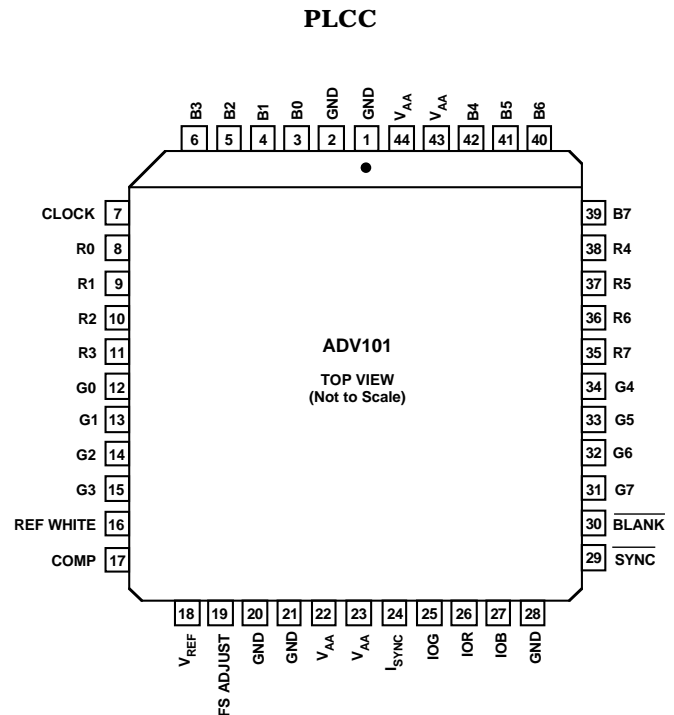 PLCC
B3 B2 B1 B0 GND GND VAA VAA B4 B5 B6
6 5 4 3 2 1 44 43 42 41 40
CLOCK 7
39 B7
R0 8
38 R4
R1 9
37 R5
R2 10
36 R6
R3 11
35 R7
ADV101
TOP VIEW
(Not to Scale)
G0 12
34 G4
G1 13
33 G5
G2 14
32 G6
G3 15
31 G7
REF WHITE 16
30 BLANK
COMP 17
29 SYNC
18 19 20 21 22 23 24 25 26 27 28
VREF FS ADJUST GND GND VAA VAA ISYNC IOG IOR IOB GND